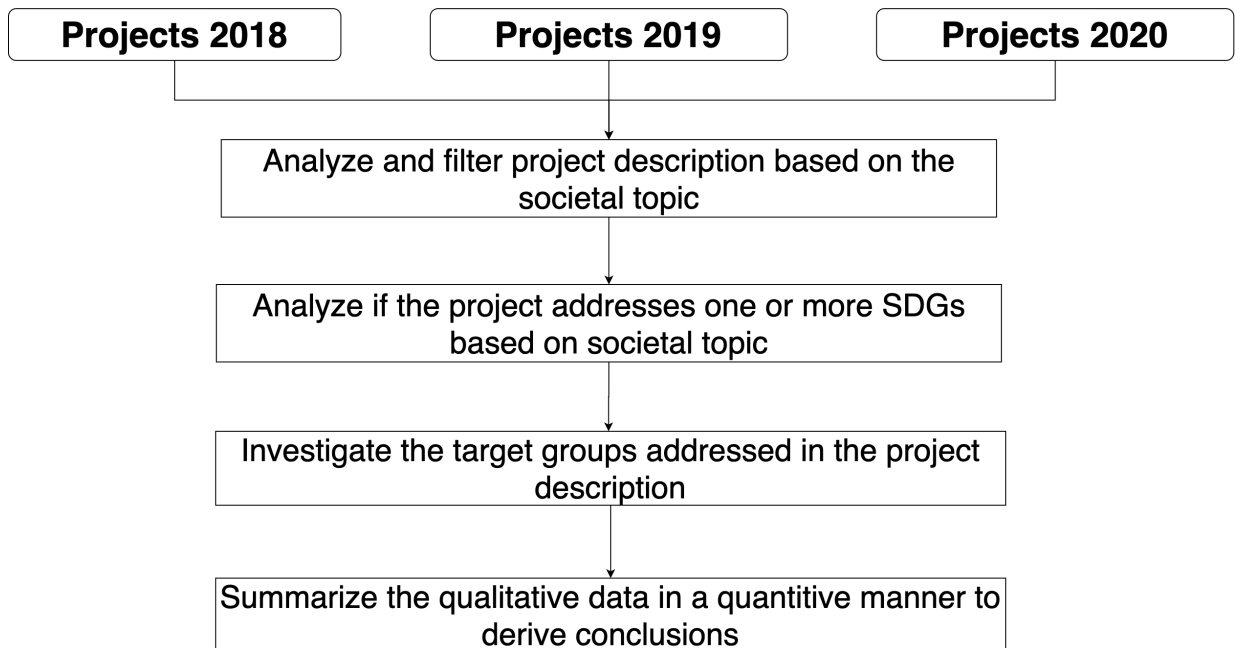 Projects 2018
Projects 2019
Projects 2020
Analyze and filter project description based on the
societal topic
Analyze if the project addresses one or more SDGs
based on societal topic
Investigate the target groups addressed in the project
description
Summarize the qualitative data in a quantitive manner to
derive conclusions